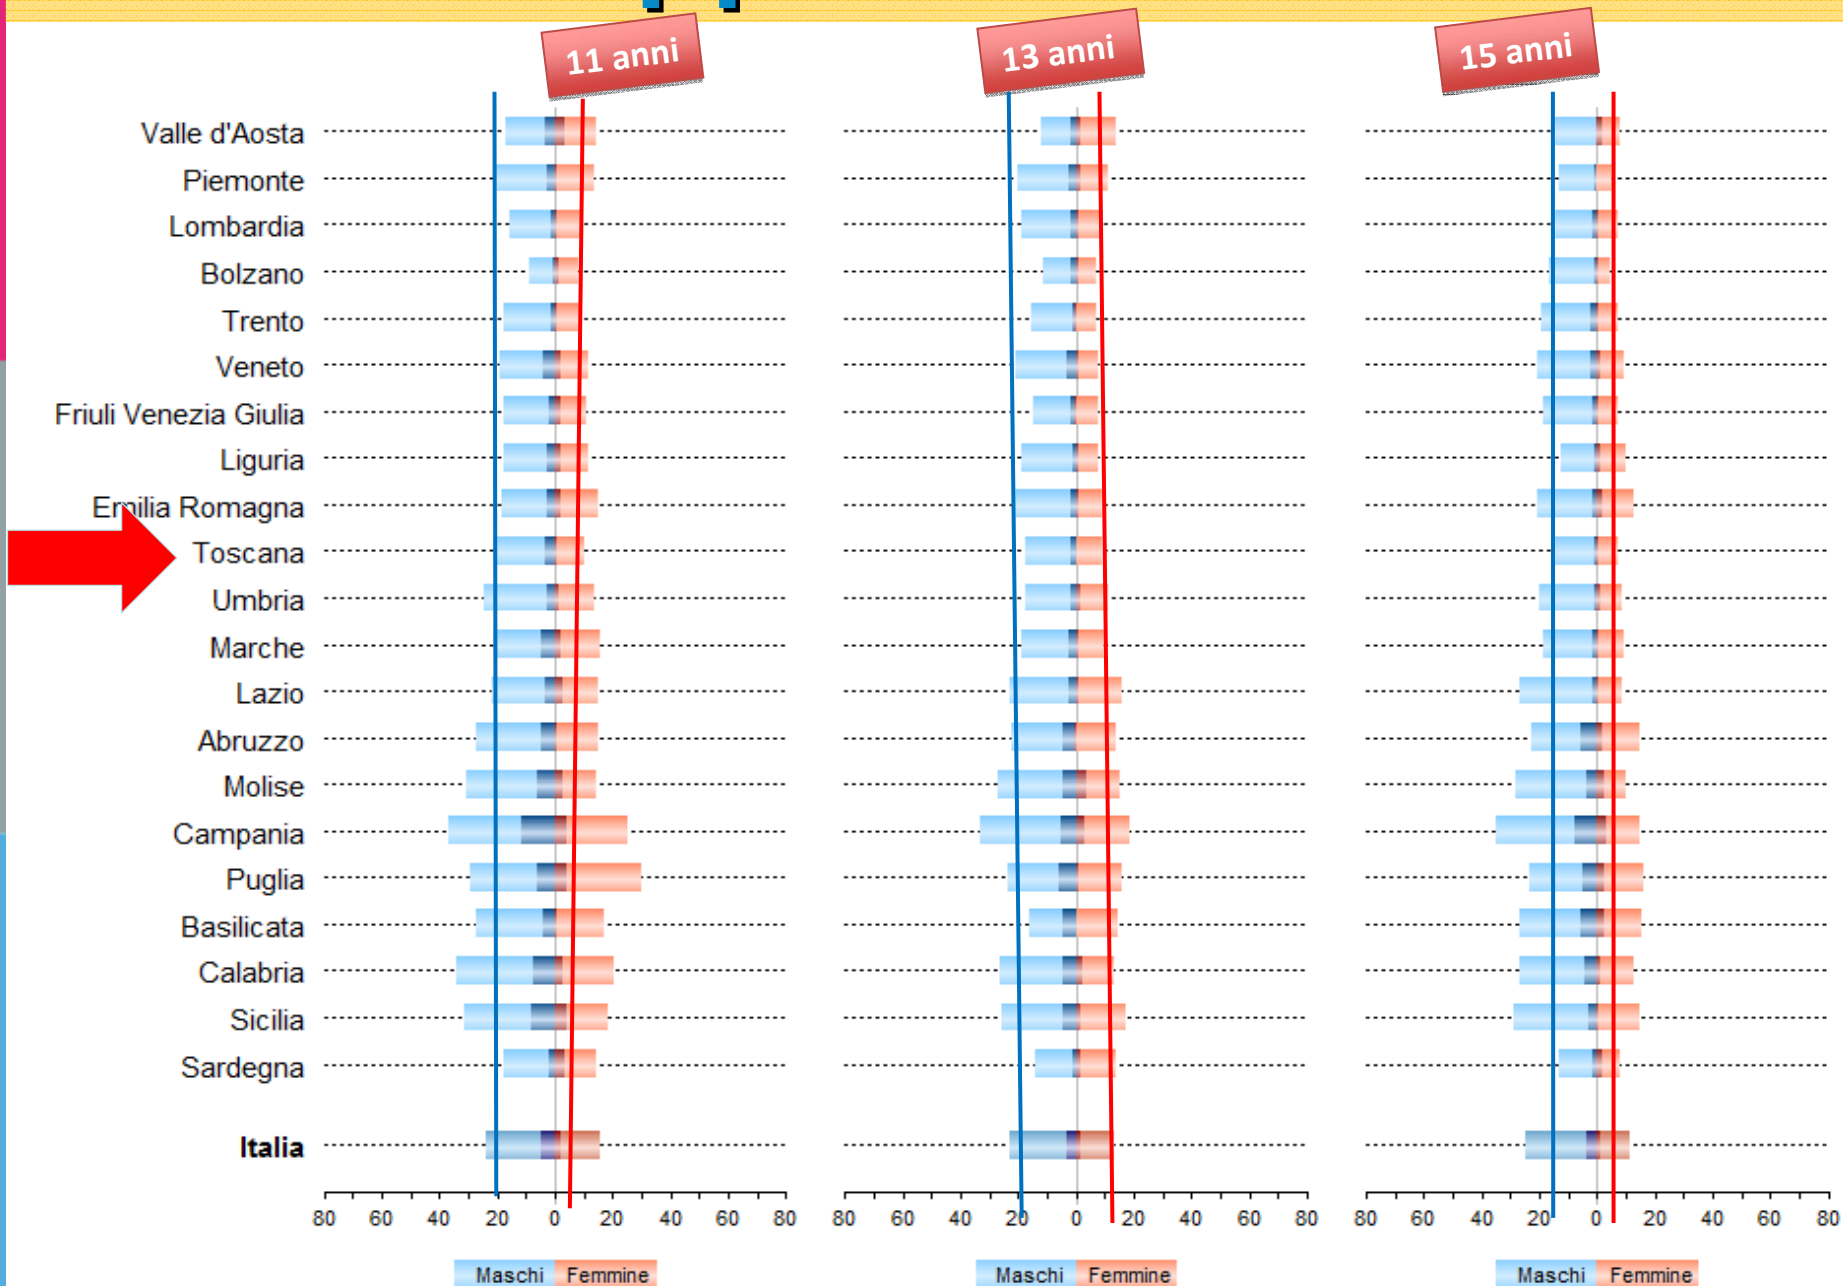 11 anni
13 anni
15 anni
Valle d'Aosta
Piemonte
Lombardia
Bolzano
Trento
Veneto
Friuli Venezia Giulia
Liguria
Emilia Romagna
Toscana
Umbria
Marche
Lazio
Abruzzo
Molise
Campania
Puglia
Basilicata
Calabria
Sicilia
Sardegna
Italia
80 60 40 20 0 20 40 60 80
80 60 40 20 0 20 40 60 80
80 60 40 20 0 20 40 60 80
Maschi Femmine
Maschi Femmine
Maschi Femmine